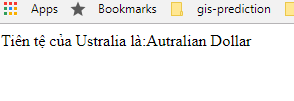 Apps Bookmarks gis-prediction
Tiên tệ của Ustralia là:Autralian Dollar